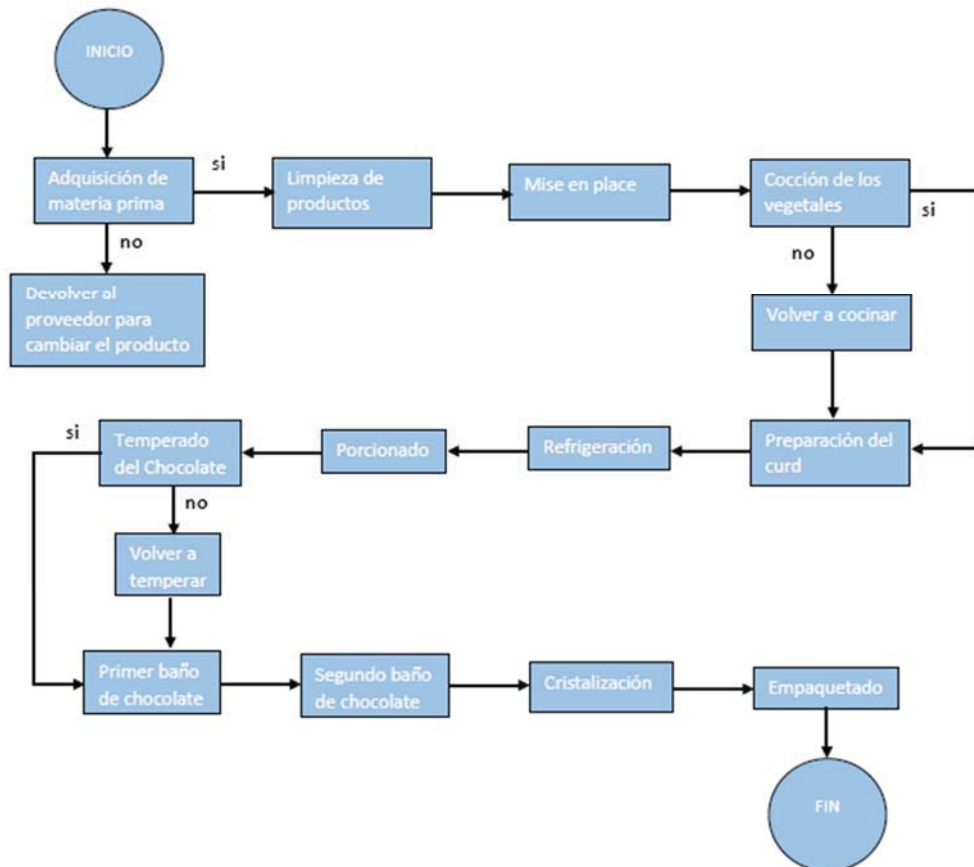 INICIO
Adquisición de
materia prima
si
Limpieza de
productos
Mise en place
Cocción de los
vegetales
si
no
Devolver al
proveedor para
cambiar el producto
no
Volver a cocinar
Preparación del
curd
Refrigeración
Porcionado
Temperado
del Chocolate
si
no
Volver a
temperar
Primer baño
de chocolate
Segundo baño
de chocolate
Cristalización
Empaquetado
FIN